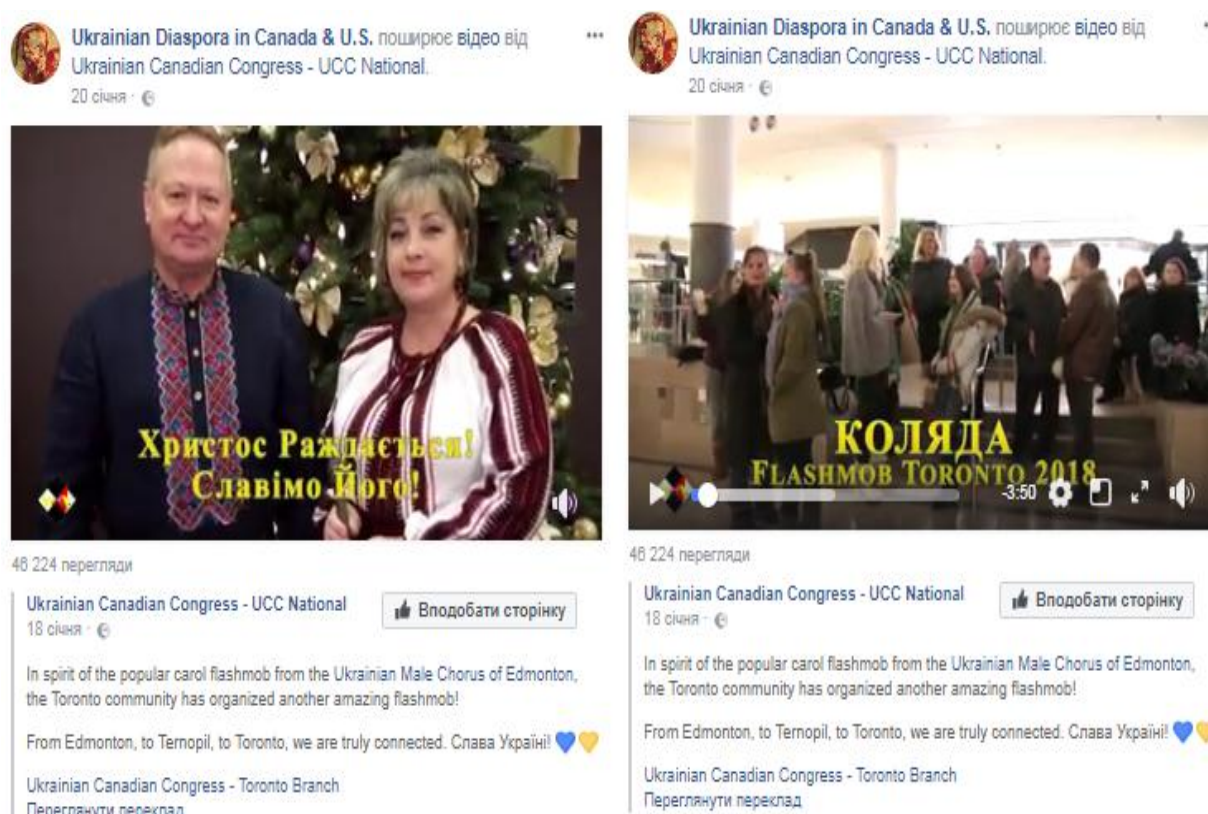 Ukrainian Diaspora in Canada & U.S. поширює відео від
Ukrainian Canadian Congress - UCC National.
20 січня
Христос Раждається!
Славімо Його!
46 224 перегляди
Ukrainian Canadian Congress - UCC National
18 січня
Вподобати сторінку
In spirit of the popular carol flashmob from the Ukrainian Male Chorus of Edmonton,
the Toronto community has organized another amazing flashmob!
From Edmonton, to Ternopil, to Toronto, we are truly connected. Слава Україні! 💙💛
Ukrainian Canadian Congress - Toronto Branch
Переглянути переклад
Ukrainian Diaspora in Canada & U.S. поширює відео від
Ukrainian Canadian Congress - UCC National.
20 січня
КОЛЯДА
FLASHMOB TORONTO 2018
-3:50
46 224 перегляди
Ukrainian Canadian Congress - UCC National
18 січня
Вподобати сторінку
In spirit of the popular carol flashmob from the Ukrainian Male Chorus of Edmonton,
the Toronto community has organized another amazing flashmob!
From Edmonton, to Ternopil, to Toronto, we are truly connected. Слава Україні! 💙💛
Ukrainian Canadian Congress - Toronto Branch
Переглянути переклад